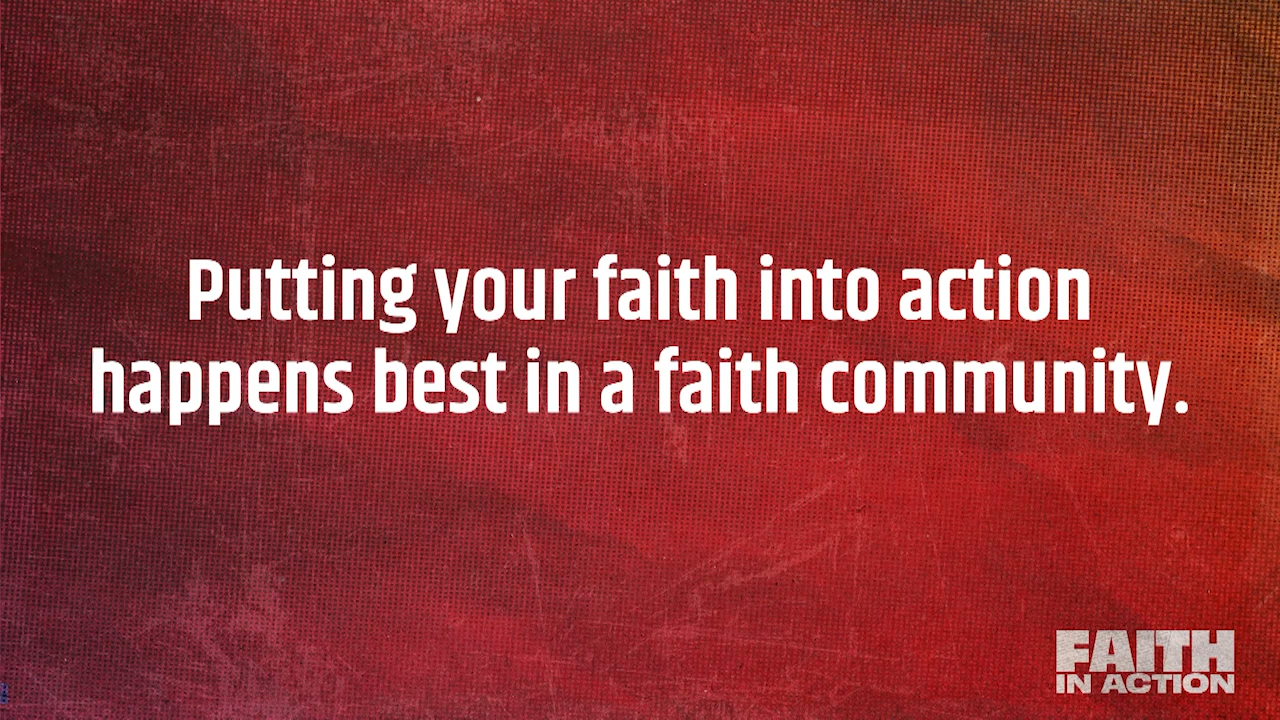 Putting your faith into action
happens best in a faith community.
FAITH
IN ACTION